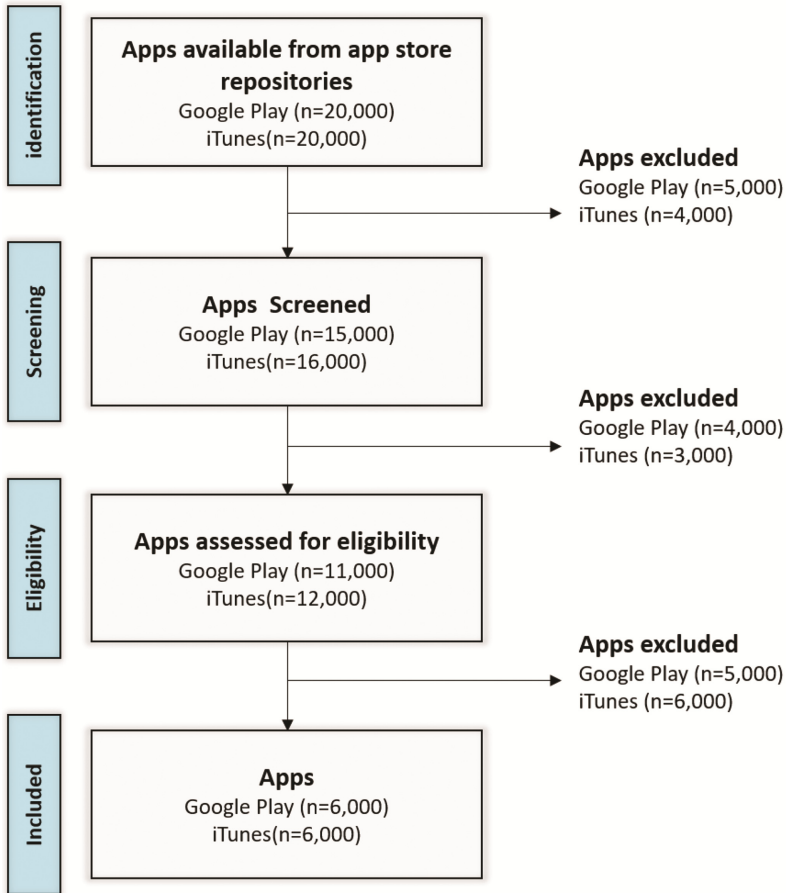 identification
Apps available from app store
repositories
Google Play (n=20,000)
iTunes(n=20,000)
Apps excluded
Google Play (n=5,000)
iTunes (n=4,000)
Screening
Apps  Screened
Google Play (n=15,000)
iTunes(n=16,000)
Apps excluded
Google Play (n=4,000)
iTunes (n=3,000)
Eligibility
Apps assessed for eligibility
Google Play (n=11,000)
iTunes(n=12,000)
Apps excluded
Google Play (n=5,000)
iTunes (n=6,000)
Included
Apps
Google Play (n=6,000)
iTunes(n=6,000)